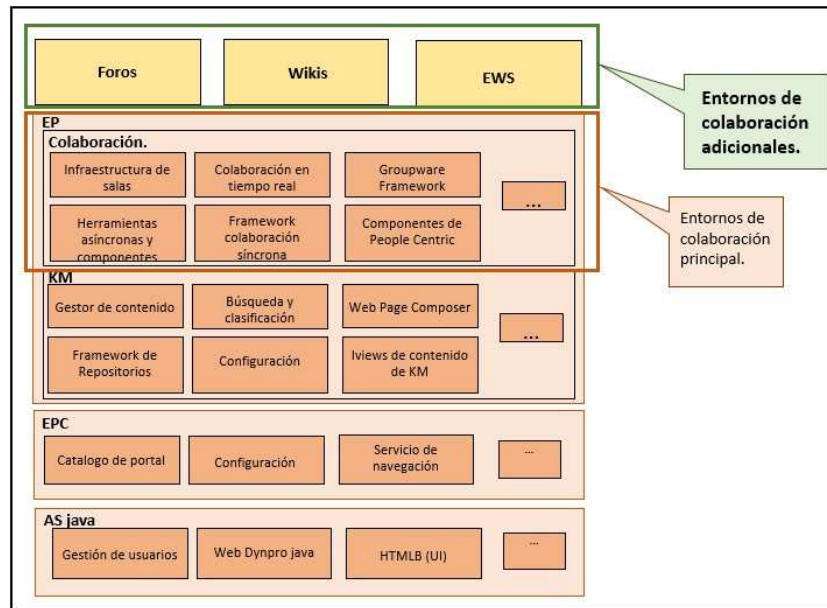 Foros
Wikis
EWS
Entornos de
colaboración
adicionales.
EP
Colaboración.
Infraestructura de
salas
Colaboración en
tiempo real
Groupware
Framework
...
Herramientas
asíncronas y
componentes
Framework
colaboración
síncrona
Componentes de
People Centric
Entornos de
colaboración
principal.
KM
Gestor de contenido
Búsqueda y
clasificación
Web Page Composer
...
Framework de
Repositorios
Configuración
Iviews de contenido
de KM
EPC
Catalogo de portal
Configuración
Servicio de
navegación
...
AS java
Gestión de usuarios
Web Dynpro java
HTMLB (UI)
...